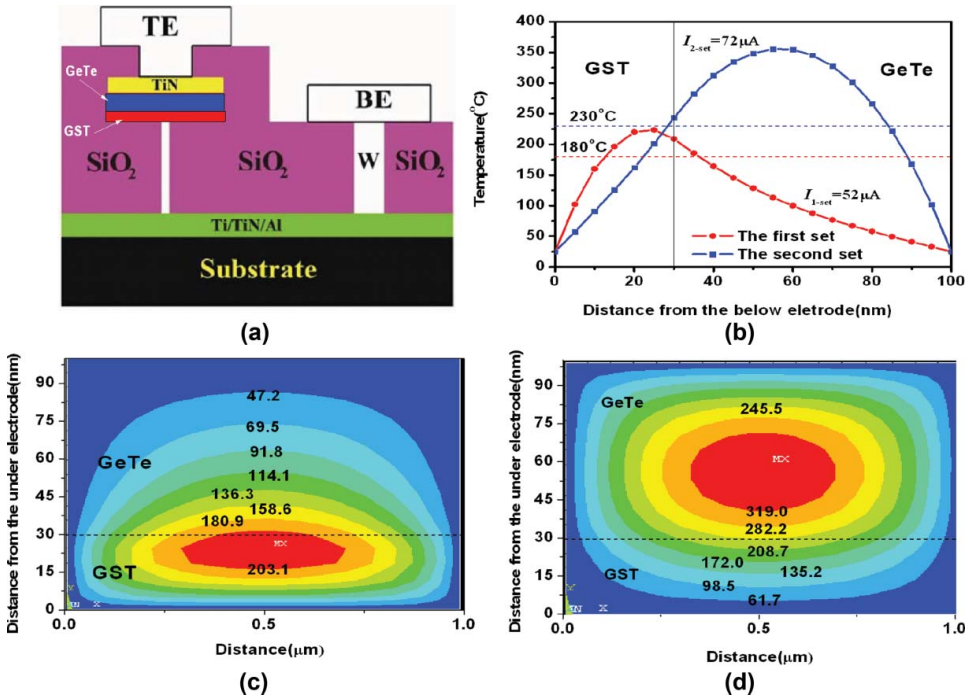 TE
GeTe
TiN
GST
BE
SiO2
SiO2
W
SiO2
Ti/TiN/Al
Substrate
(a)
400
350
300
250
200
150
100
50
0
Temperature(°C)
I2-set=72μA
GST
GeTe
230°C
180°C
I1-set=52μA
The first set
The second set
0
20
40
60
80
100
Distance from the below eletrode(nm)
(b)
Distance from the under electrode(nm)
90
75
60
45
30
15
0
47.2
69.5
GeTe
91.8
114.1
136.3
158.6
180.9
MX
GST
203.1
Y
MN
X
0.0
0.5
1.0
Distance(μm)
(c)
Distance from the under electrode(nm)
90
75
60
45
30
15
0
GeTe
245.5
MX
319.0
282.2
208.7
GST
172.0
135.2
98.5
61.7
Y
MN
X
0.0
0.5
1.0
Distance(μm)
(d)